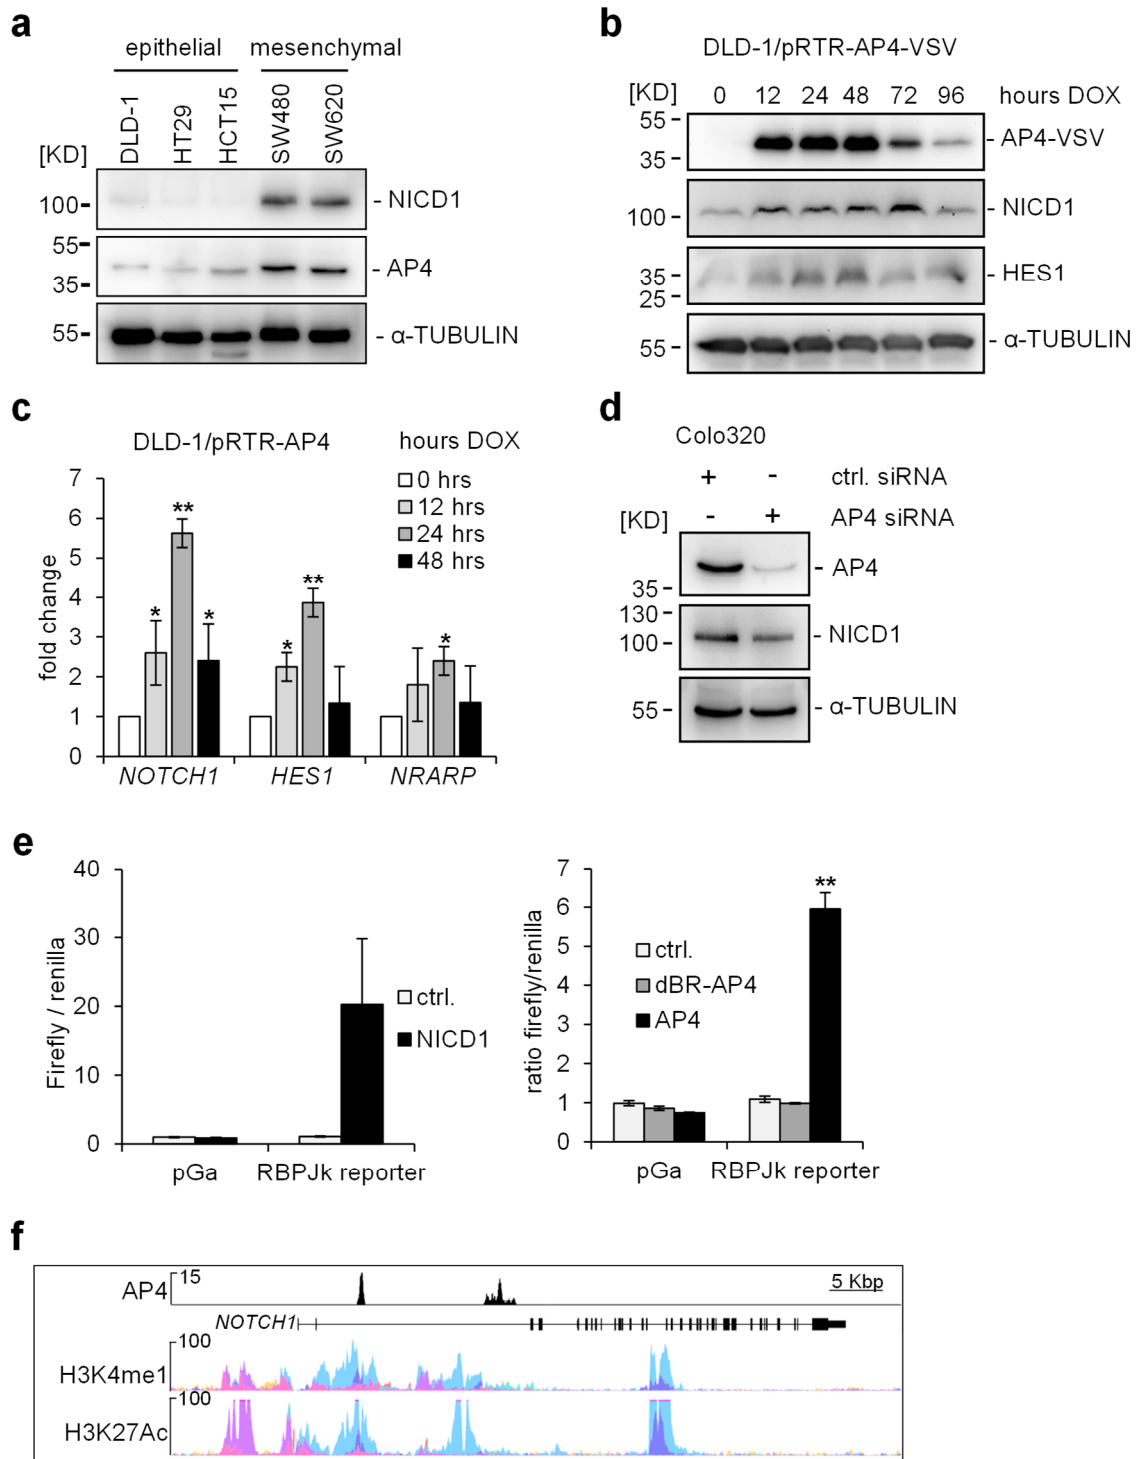 a
epithelial mesenchymal
DLD-1 HT29 HCT15 SW480 SW620
[KD]
100 - NICD1
55
35 - AP4
55 - α-TUBULIN
b
DLD-1/pRTR-AP4-VSV
[KD] 0 12 24 48 72 96 hours DOX
55
35 - AP4-VSV
100 - NICD1
35
25 - HES1
55 - α-TUBULIN
c
DLD-1/pRTR-AP4 hours DOX
0 hrs
12 hrs
24 hrs
48 hrs
fold change
7
6
5
4
3
2
1
0
* ** *
* **
*
NOTCH1 HES1 NRARP
d
Colo320
+ - ctrl. siRNA
[KD] - + AP4 siRNA
35 - AP4
130
100 - NICD1
55 - α-TUBULIN
e
Firefly / renilla
40
30
20
10
0
ctrl.
NICD1
pGa RBPJk reporter
ratio firefly/renilla
7
6
5
4
3
2
1
0
**
ctrl.
dBR-AP4
AP4
pGa RBPJk reporter
f
AP4 15 5 Kbp
NOTCH1
H3K4me1 100
H3K27Ac 100